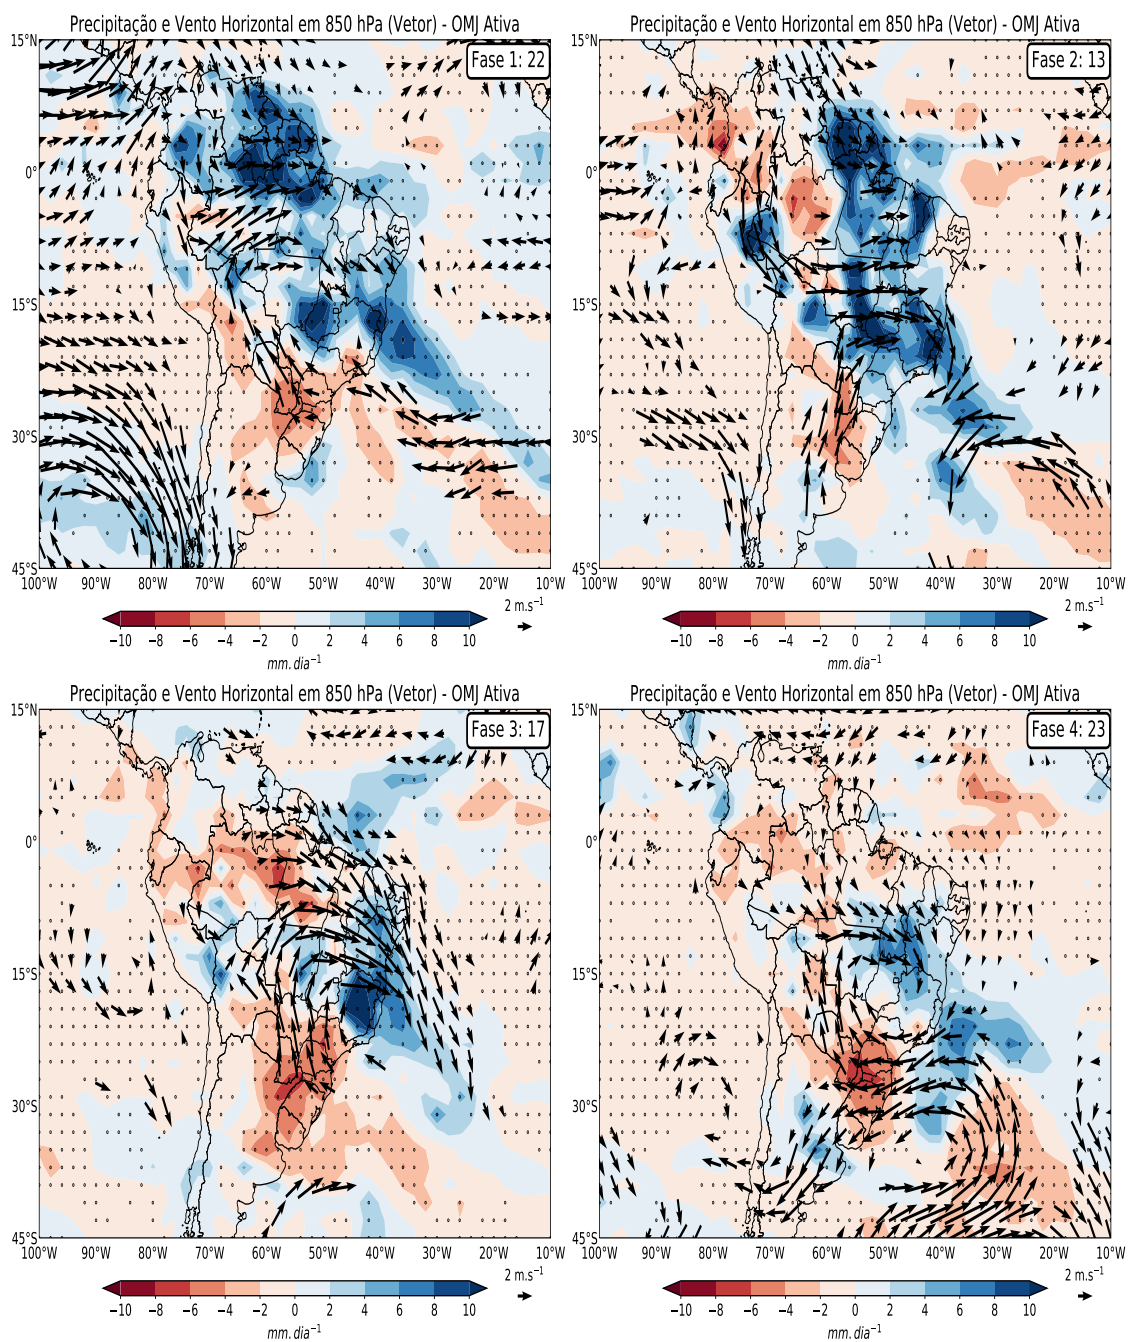 Precipitação e Vento Horizontal em 850 hPa (Vetor) - OMJ Ativa
Fase 1: 22
15°N
0°
15°S
30°S
45°S
100°W 90°W 80°W 70°W 60°W 50°W 40°W 30°W 20°W 10°W
2 m.s⁻¹
−10 −8 −6 −4 −2 0 2 4 6 8 10
mm.dia⁻¹
Precipitação e Vento Horizontal em 850 hPa (Vetor) - OMJ Ativa
Fase 2: 13
15°N
0°
15°S
30°S
45°S
100°W 90°W 80°W 70°W 60°W 50°W 40°W 30°W 20°W 10°W
2 m.s⁻¹
−10 −8 −6 −4 −2 0 2 4 6 8 10
mm.dia⁻¹
Precipitação e Vento Horizontal em 850 hPa (Vetor) - OMJ Ativa
Fase 3: 17
15°N
0°
15°S
30°S
45°S
100°W 90°W 80°W 70°W 60°W 50°W 40°W 30°W 20°W 10°W
2 m.s⁻¹
−10 −8 −6 −4 −2 0 2 4 6 8 10
mm.dia⁻¹
Precipitação e Vento Horizontal em 850 hPa (Vetor) - OMJ Ativa
Fase 4: 23
15°N
0°
15°S
30°S
45°S
100°W 90°W 80°W 70°W 60°W 50°W 40°W 30°W 20°W 10°W
2 m.s⁻¹
−10 −8 −6 −4 −2 0 2 4 6 8 10
mm.dia⁻¹